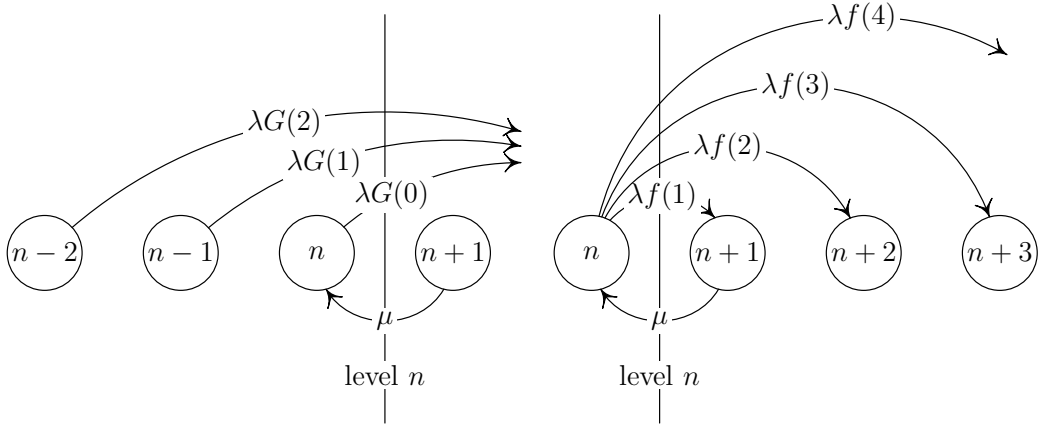 λf(4)
λG(2)
λf(3)
λG(1)
λf(2)
λG(0)
λf(1)
n − 2
n − 1
n
n + 1
n
n + 1
n + 2
n + 3
μ
μ
level n
level n